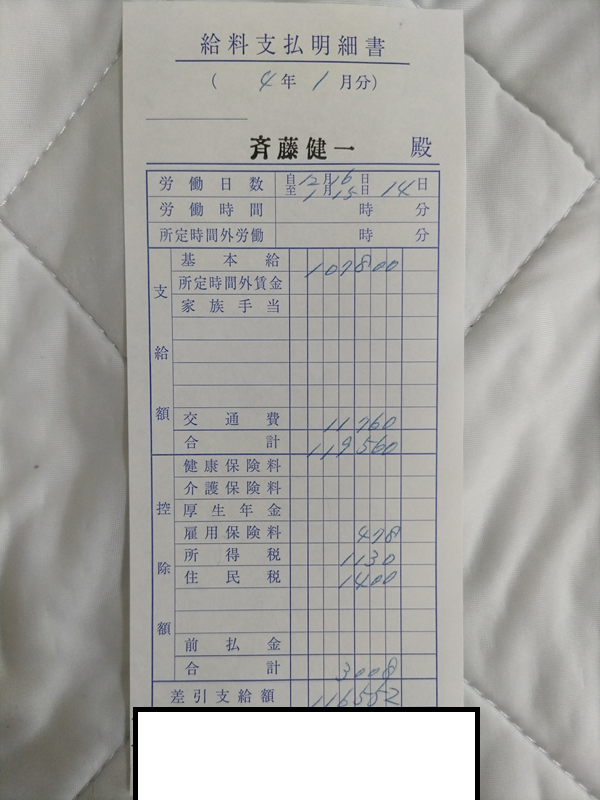 給料支払明細書
( 4年 1月分)
斉藤健一 殿
労働日数 自 12月16日 至 1月15日 14日
労働時間 時 分
所定時間外労働 時 分
支給額
基本給 107800
所定時間外賃金
家族手当
交通費 11760
合計 119560
控除額
健康保険料
介護保険料
厚生年金
雇用保険料 478
所得税 1130
住民税 1400
前払金
合計 3008
差引支給額 116552